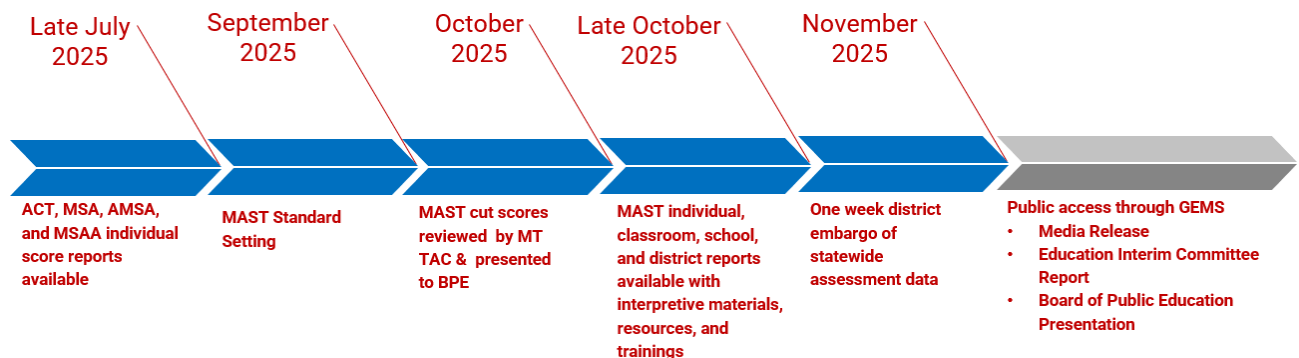 Late July
2025
September
2025
October
2025
Late October
2025
November
2025
ACT, MSA, AMSA,
and MSAA individual
score reports
available
MAST Standard
Setting
MAST cut scores
reviewed by MT
TAC & presented
to BPE
MAST individual,
classroom, school,
and district reports
available with
interpretive materials,
resources, and
trainings
One week district
embargo of
statewide
assessment data
Public access through GEMS
• Media Release
• Education Interim Committee
Report
• Board of Public Education
Presentation